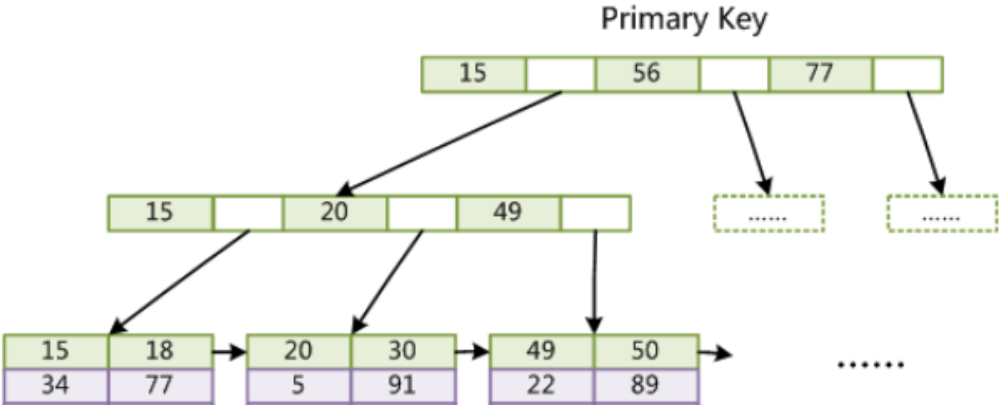 Primary Key
15 56 77
15 20 49 ...... ......
15 18 20 30 49 50 ......
34 77 5 91 22 89